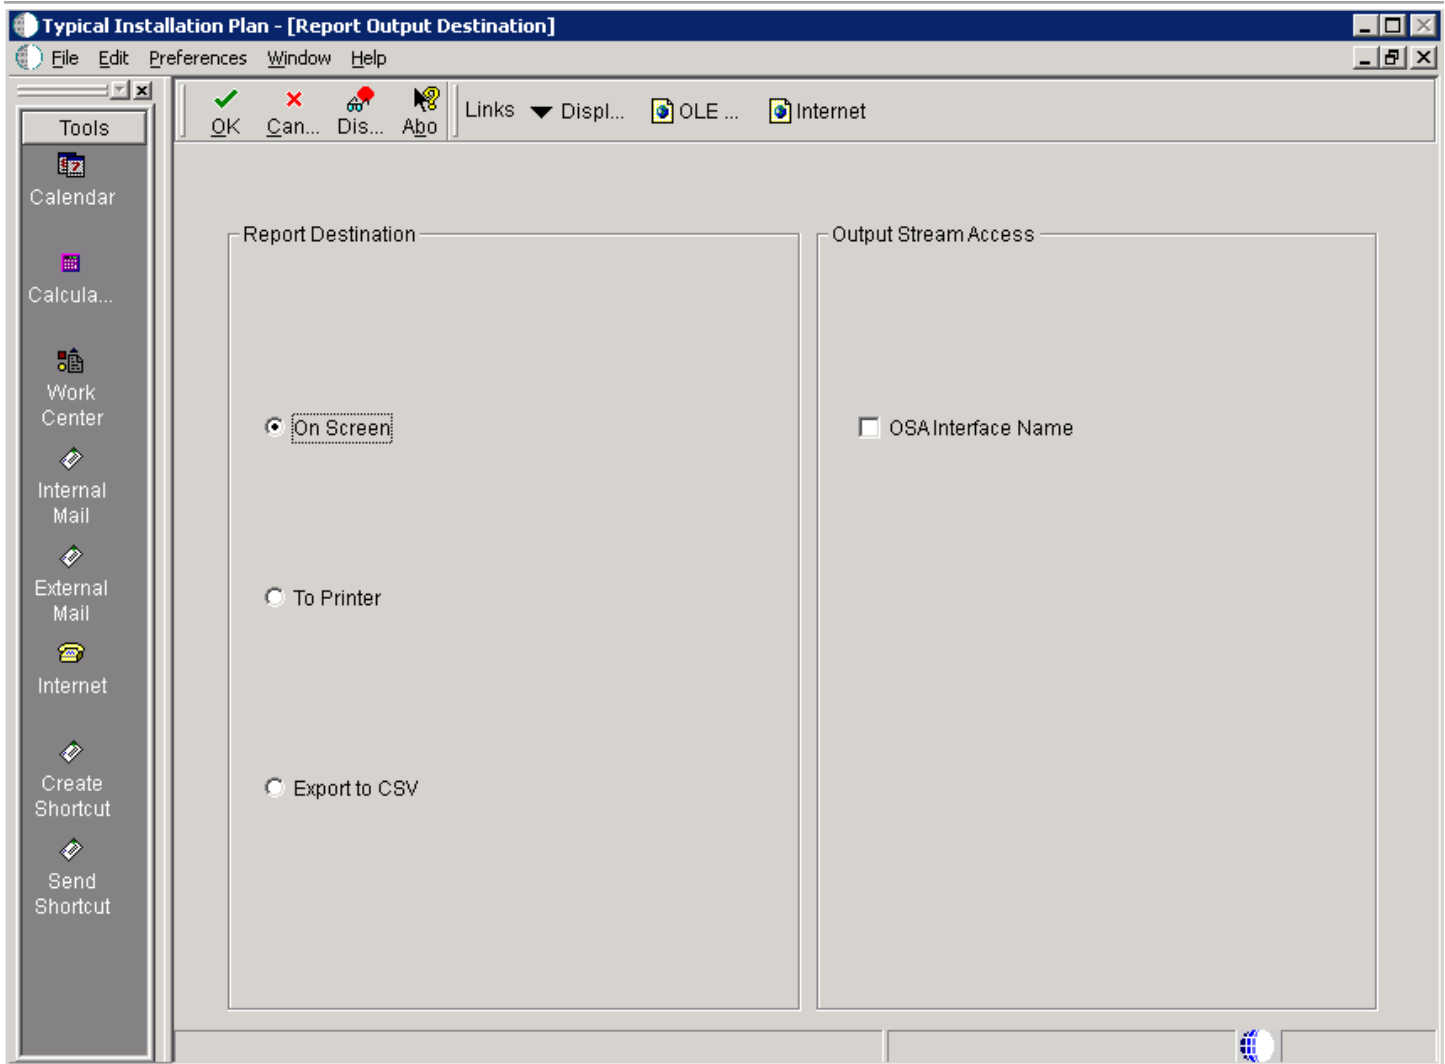 Typical Installation Plan - [Report Output Destination]
File Edit Preferences Window Help
Tools
OK Can... Dis... Abo Links Displ... OLE ... Internet
Calendar
Calcula...
Work
Center
Internal
Mail
External
Mail
Internet
Create
Shortcut
Send
Shortcut
Report Destination
On Screen
To Printer
Export to CSV
Output Stream Access
OSA Interface Name